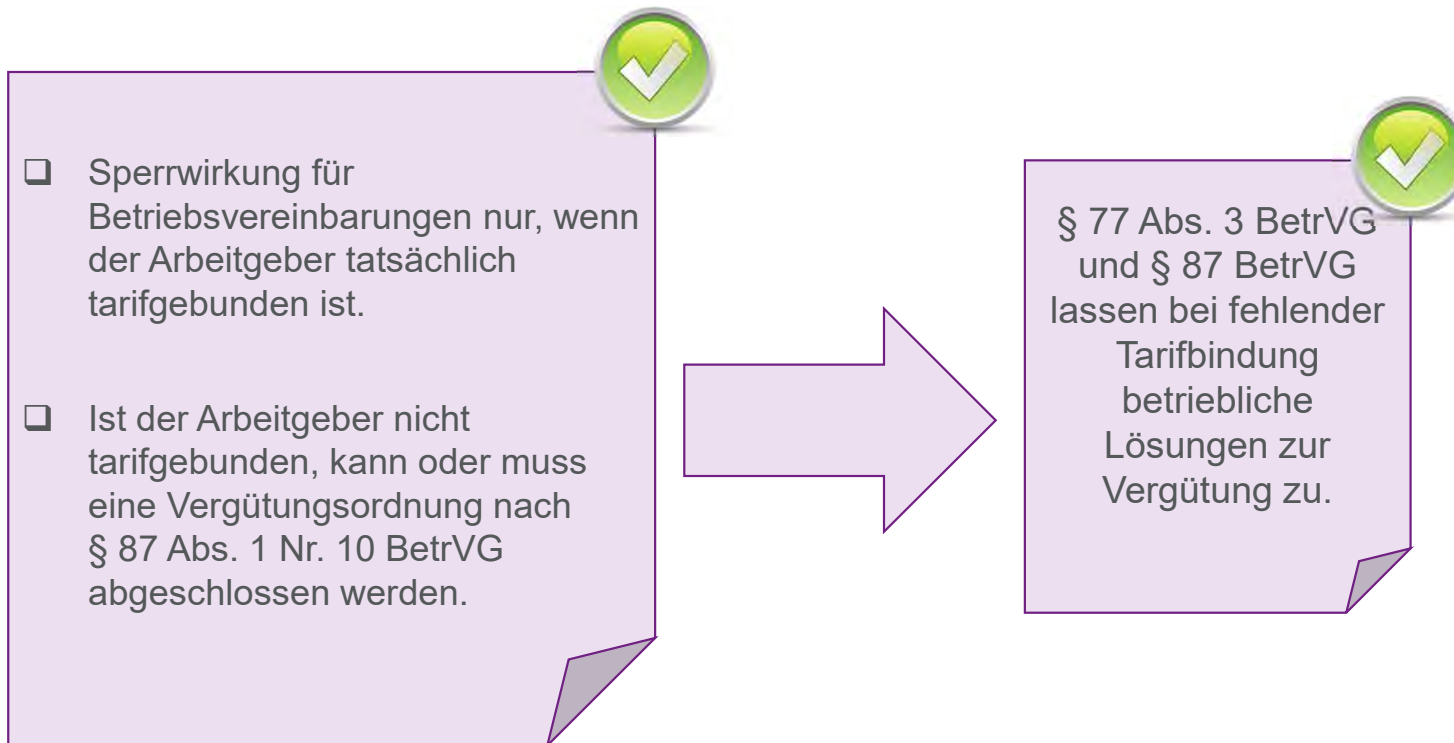 ❑ Sperrwirkung für
Betriebsvereinbarungen nur, wenn
der Arbeitgeber tatsächlich
tarifgebunden ist.
❑ Ist der Arbeitgeber nicht
tarifgebunden, kann oder muss
eine Vergütungsordnung nach
§ 87 Abs. 1 Nr. 10 BetrVG
abgeschlossen werden.
§ 77 Abs. 3 BetrVG
und § 87 BetrVG
lassen bei fehlender
Tarifbindung
betriebliche
Lösungen zur
Vergütung zu.